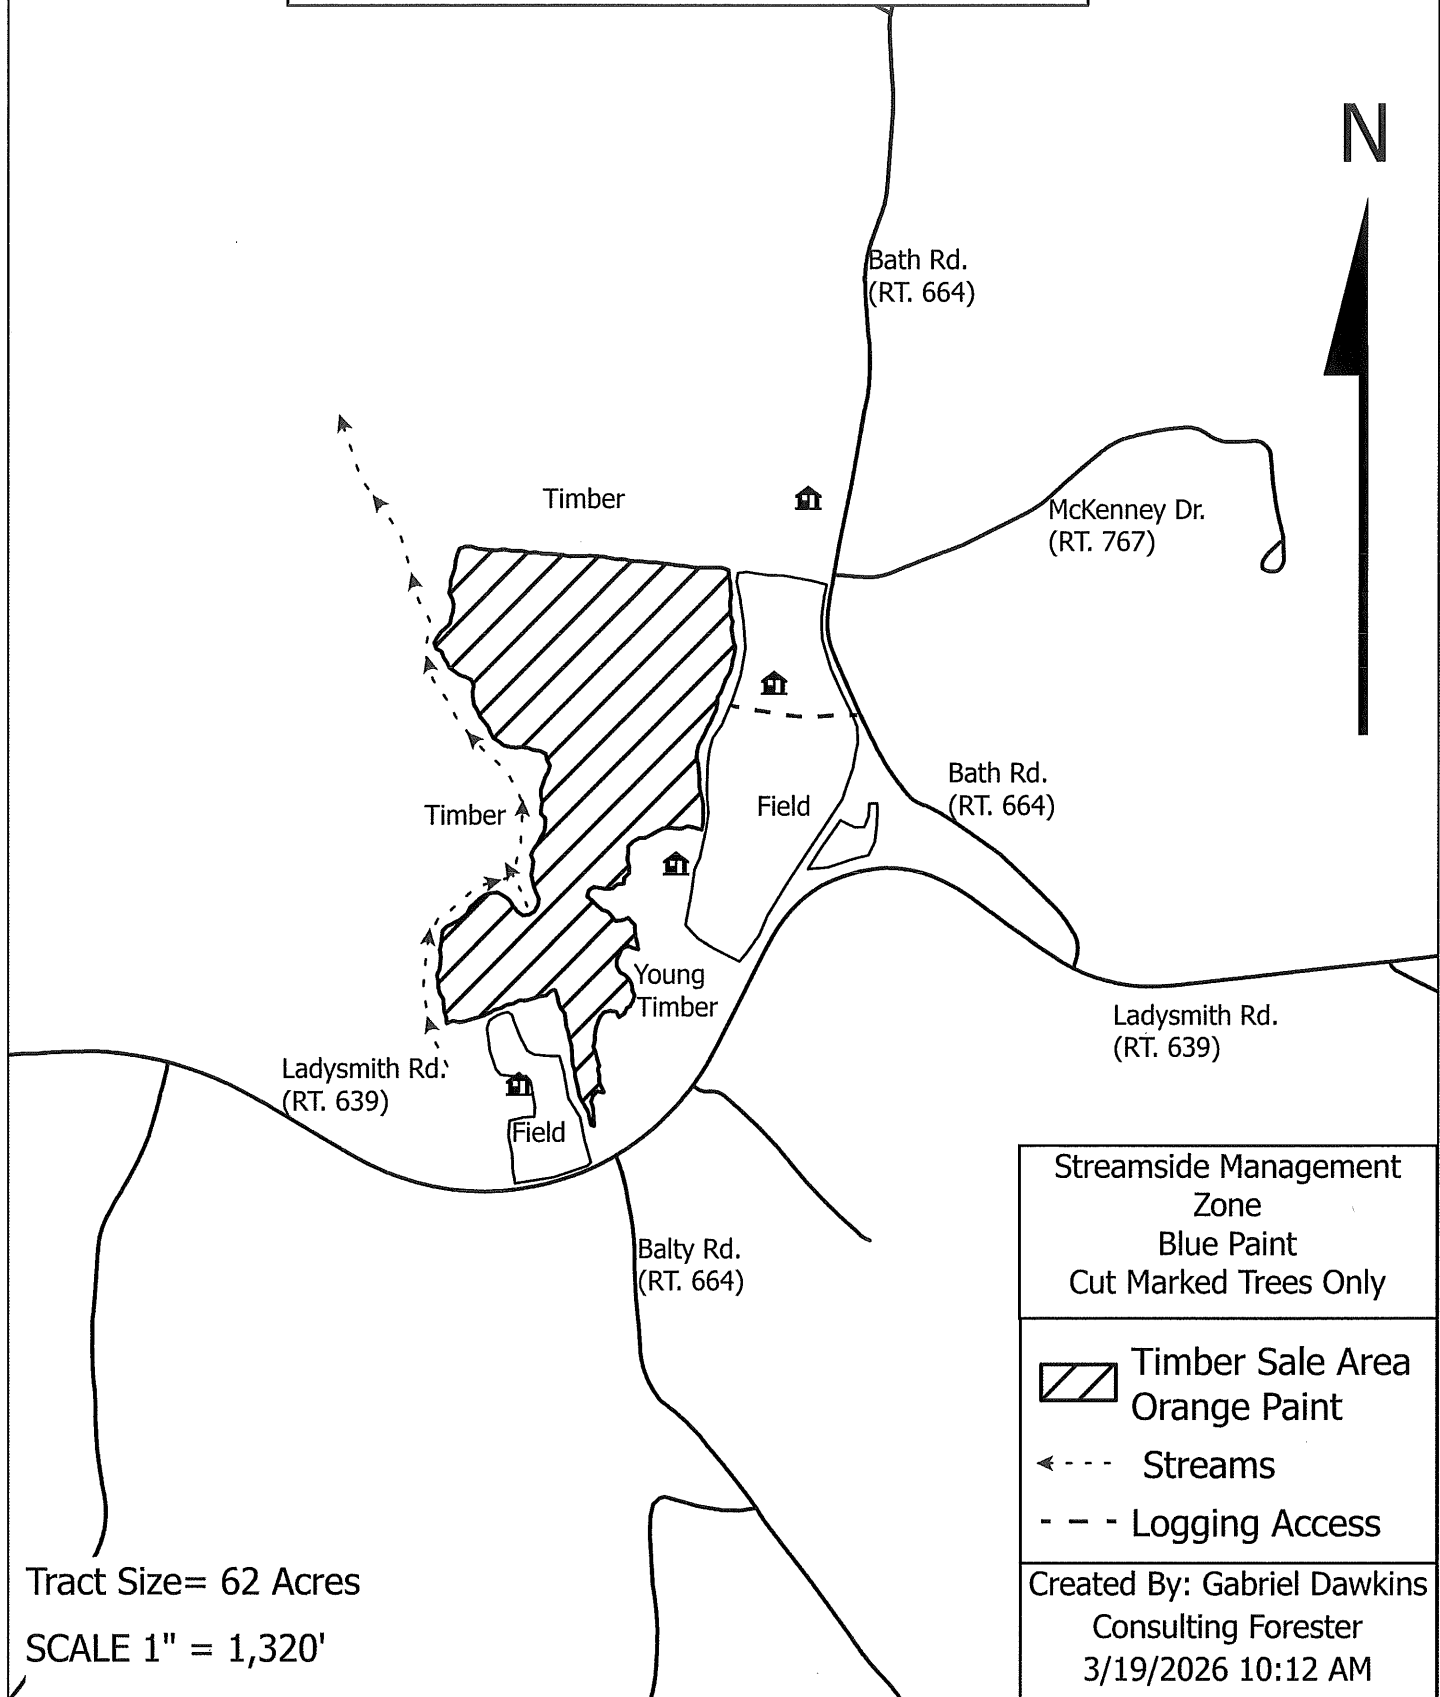 N
Bath Rd.
(RT. 664)
Timber
McKenney Dr.
(RT. 767)
Bath Rd.
(RT. 664)
Field
Timber
Young
Timber
Ladysmith Rd.
(RT. 639)
Ladysmith Rd.
(RT. 639)
Field
Balty Rd.
(RT. 664)
Streamside Management
Zone
Blue Paint
Cut Marked Trees Only
Timber Sale Area
Orange Paint
Streams
Logging Access
Tract Size= 62 Acres
SCALE 1" = 1,320'
Created By: Gabriel Dawkins
Consulting Forester
3/19/2026 10:12 AM